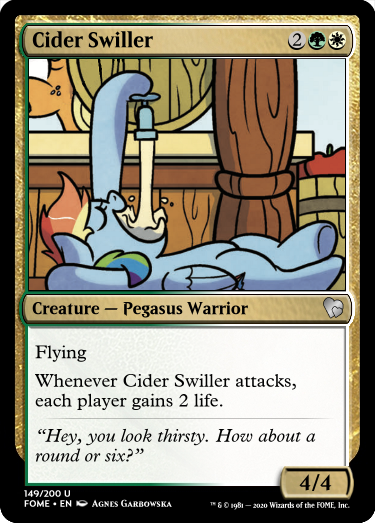 Cider Swiller 2
Creature — Pegasus Warrior
Flying
Whenever Cider Swiller attacks,
each player gains 2 life.
“Hey, you look thirsty. How about a
round or six?”
4/4
149/200 U
FOME • EN Agnes Garbowska
™ & © 1981 — 2020 Wizards of the FOME, Inc.